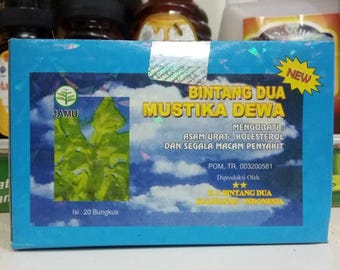 NEW
BINTANG DUA
MUSTIKA DEWA
JAMU
MENGOBATI :
ASAM URAT - KOLESTEROL
DAN SEGALA MACAM PENYAKIT
POM. TR. 003200581
Diproduksi Oleh :
BINTANG DUA
INDONESIA
Isi : 20 Bungkus